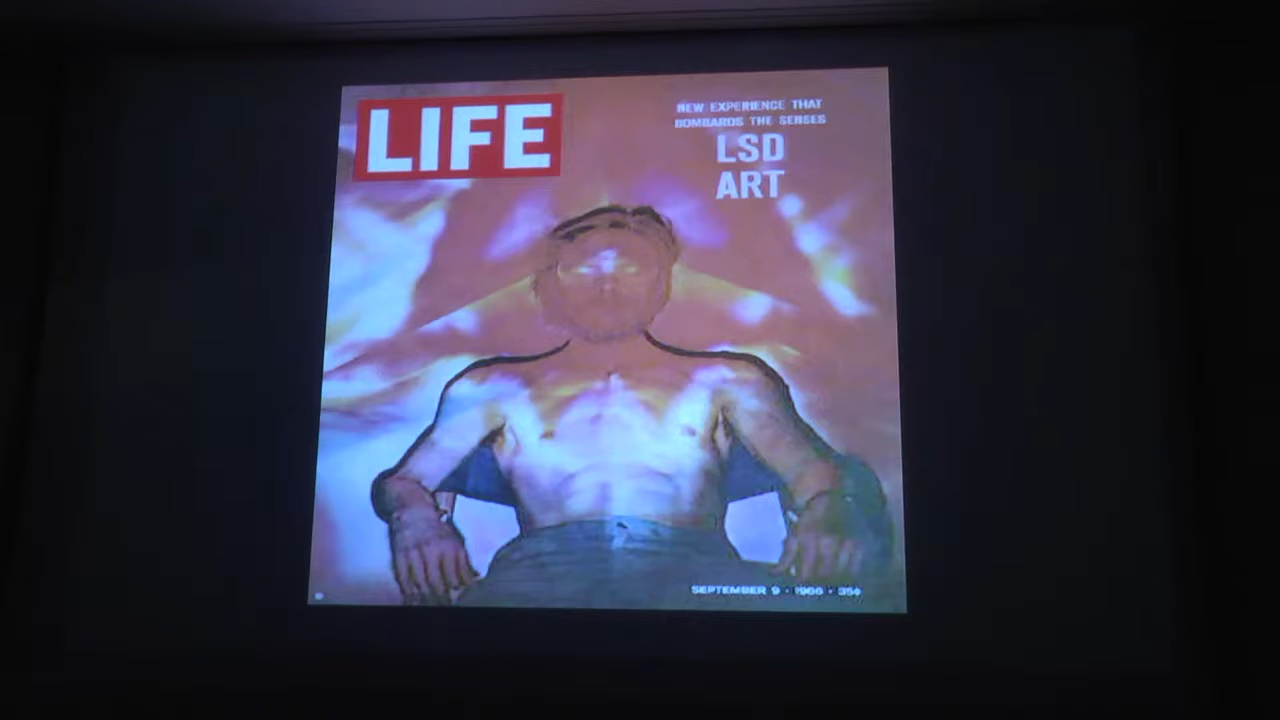 LIFE
NEW EXPERIENCE THAT
BOMBARDS THE SENSES
LSD
ART
SEPTEMBER 9 · 1966 · 35¢